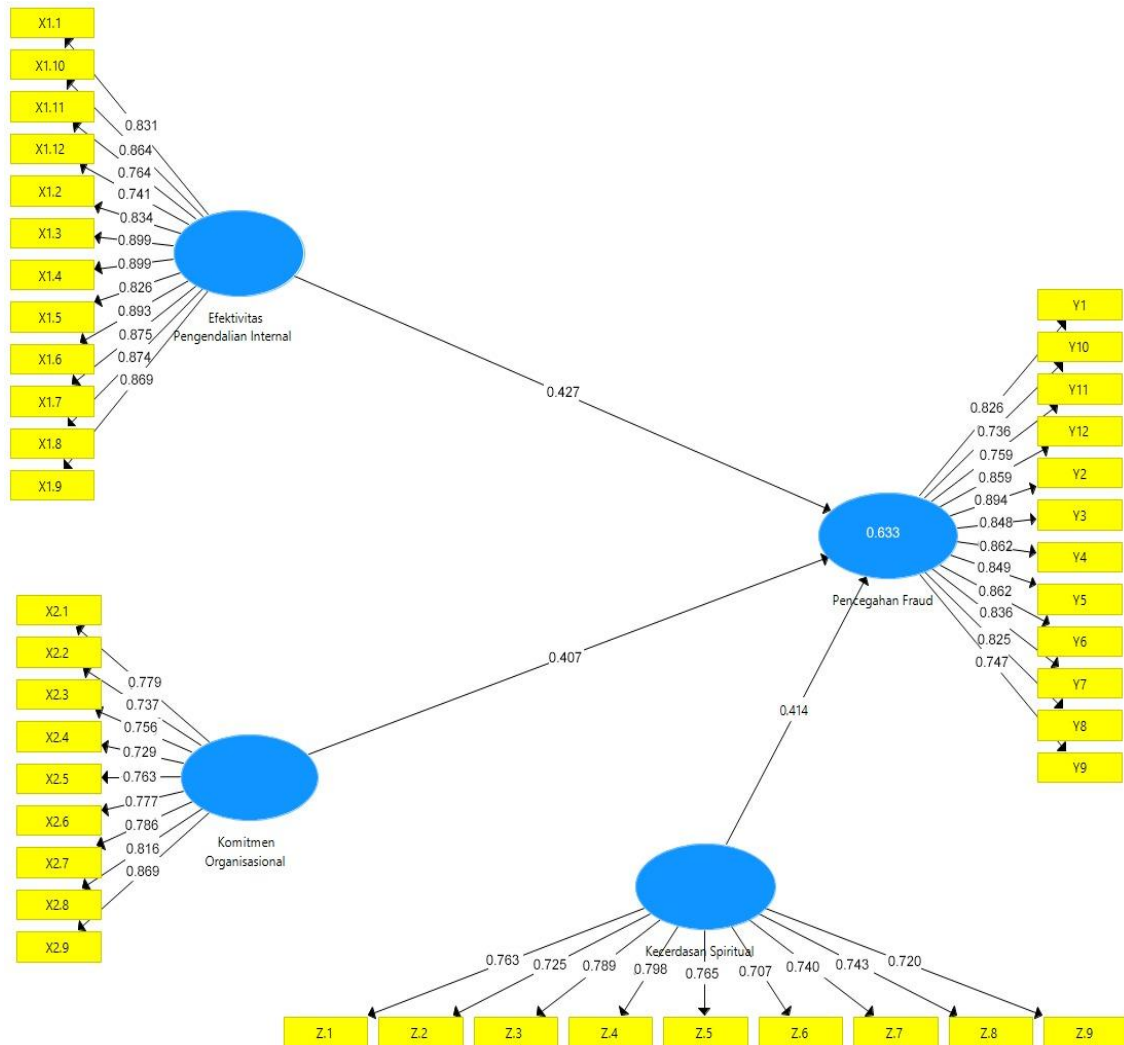 X1.1
X1.10
X1.11
X1.12
X1.2
X1.3
X1.4
X1.5
X1.6
X1.7
X1.8
X1.9
0.831
0.864
0.764
0.741
0.834
0.899
0.899
0.826
0.893
0.875
0.874
0.869
Efektivitas
Pengendalian Internal
0.427
X2.1
X2.2
X2.3
X2.4
X2.5
X2.6
X2.7
X2.8
X2.9
0.779
0.737
0.756
0.729
0.763
0.777
0.786
0.816
0.869
Komitmen
Organisasional
0.407
0.633
Pencegahan Fraud
0.826
0.736
0.759
0.859
0.894
0.848
0.862
0.849
0.862
0.836
0.825
0.747
Y1
Y10
Y11
Y12
Y2
Y3
Y4
Y5
Y6
Y7
Y8
Y9
0.414
Kecerdasan Spiritual
0.763
0.725
0.789
0.798
0.765
0.707
0.740
0.743
0.720
Z.1
Z.2
Z.3
Z.4
Z.5
Z.6
Z.7
Z.8
Z.9